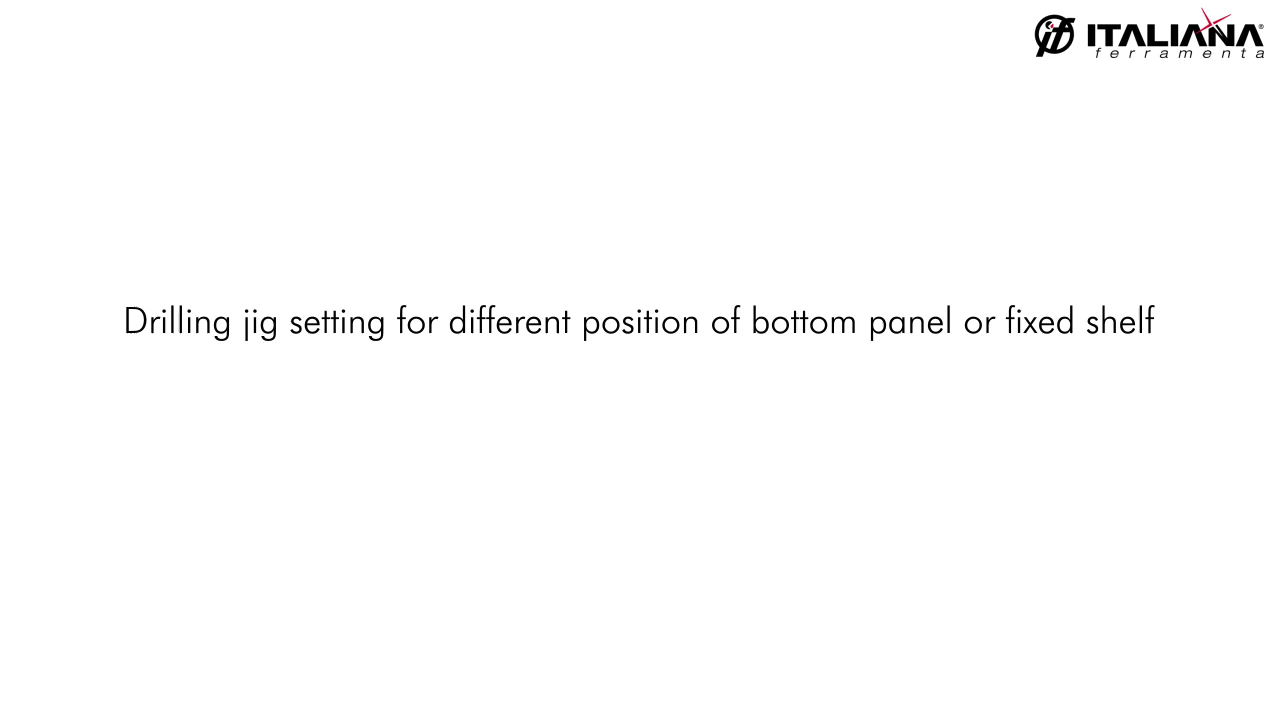 ITALIANA®
ferramenta
Drilling jig setting for different position of bottom panel or fixed shelf